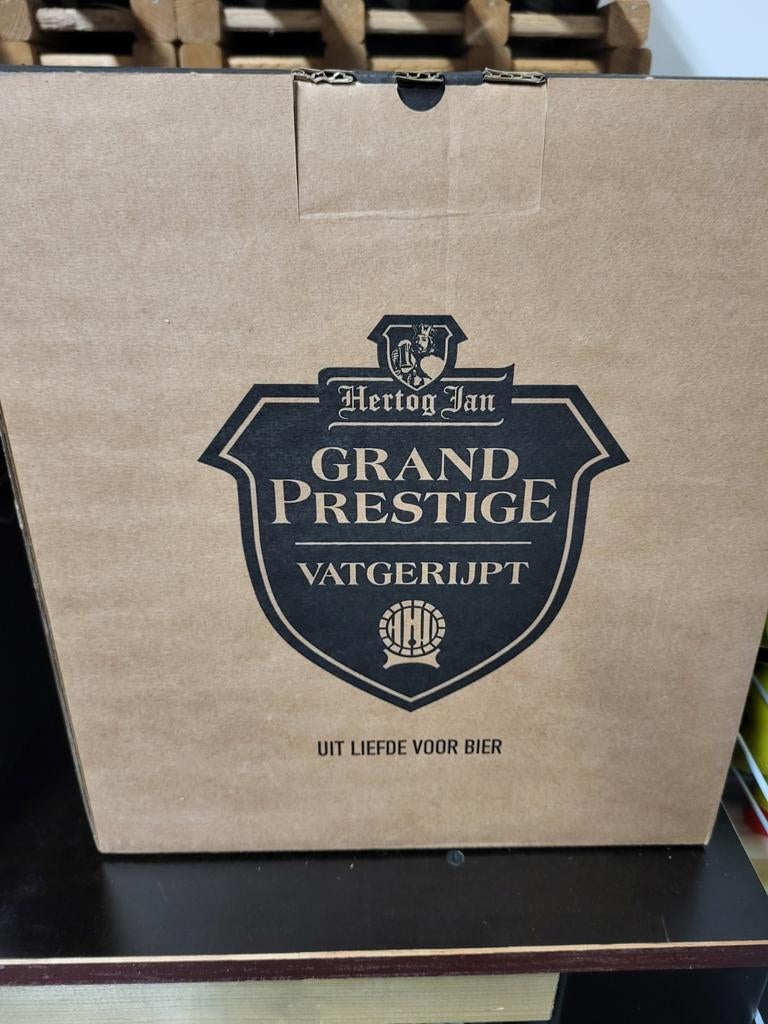 Hertog Jan
GRAND
PRESTIGE
VATGERIJPT
UIT LIEFDE VOOR BIER